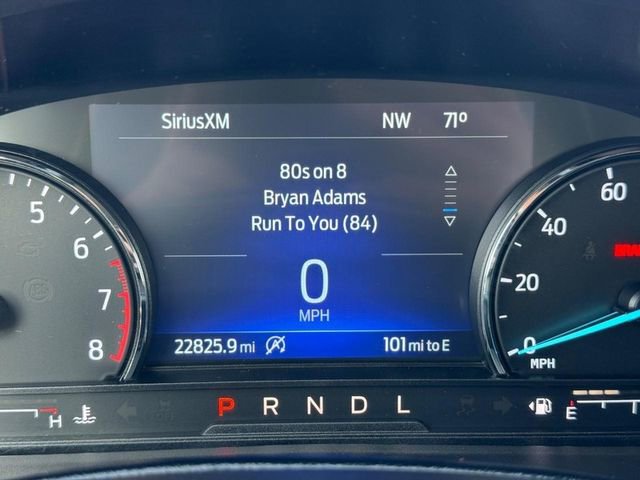 SiriusXM NW 71°
80s on 8
Bryan Adams
Run To You (84)
0
MPH
22825.9 mi 101 mi to E
5
6
7
8
60
40
20
0
MPH
H P R N D L E